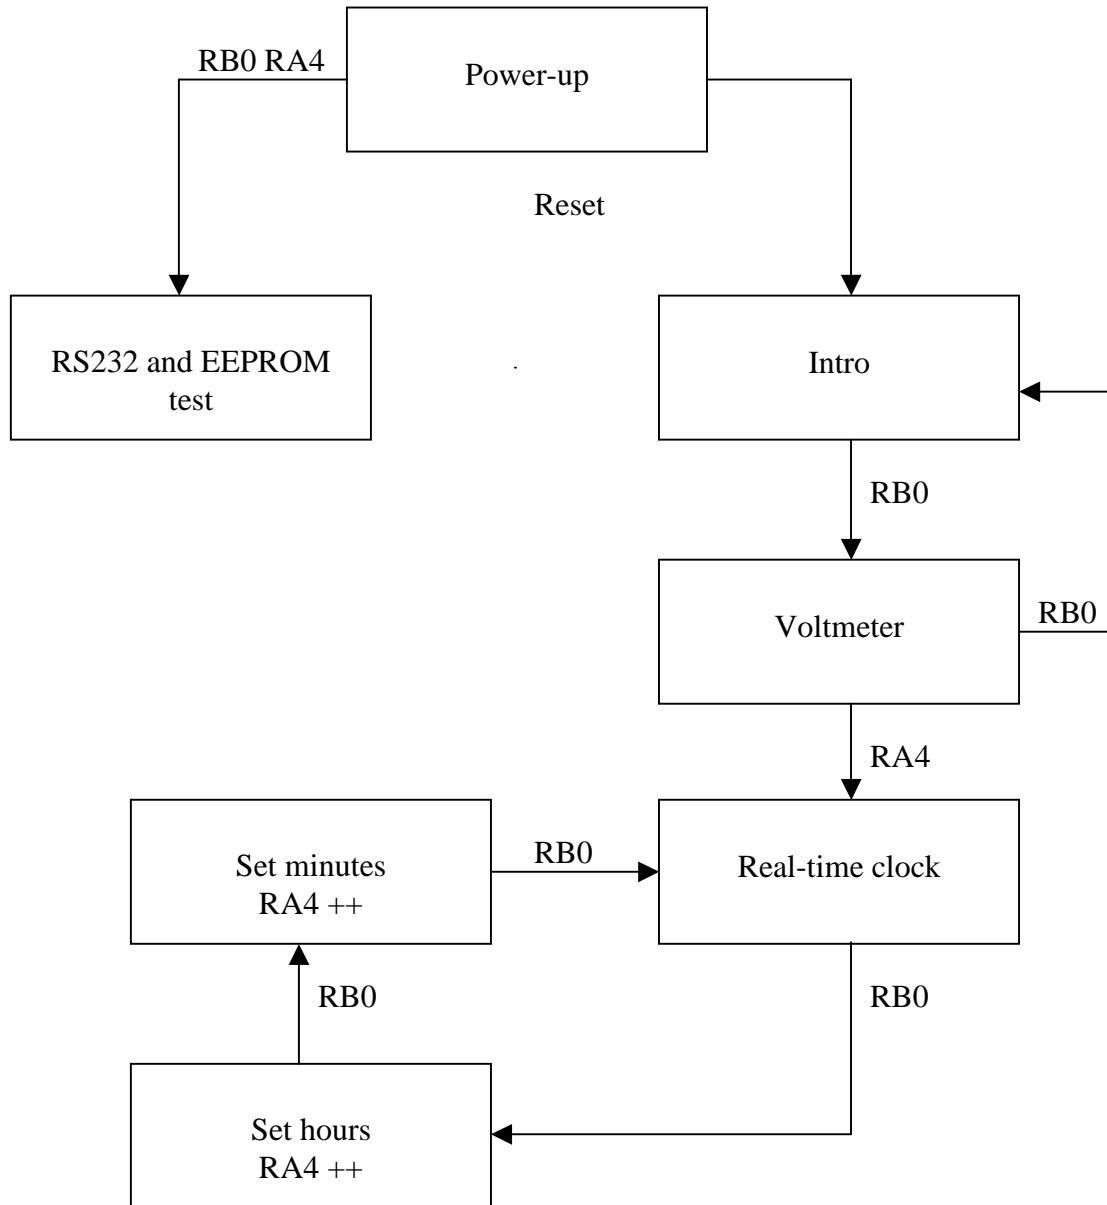 RB0 RA4
Power-up
Reset
RS232 and EEPROM
test
Intro
RB0
Voltmeter
RB0
RA4
Set minutes
RA4 ++
RB0
Real-time clock
RB0
RB0
Set hours
RA4 ++